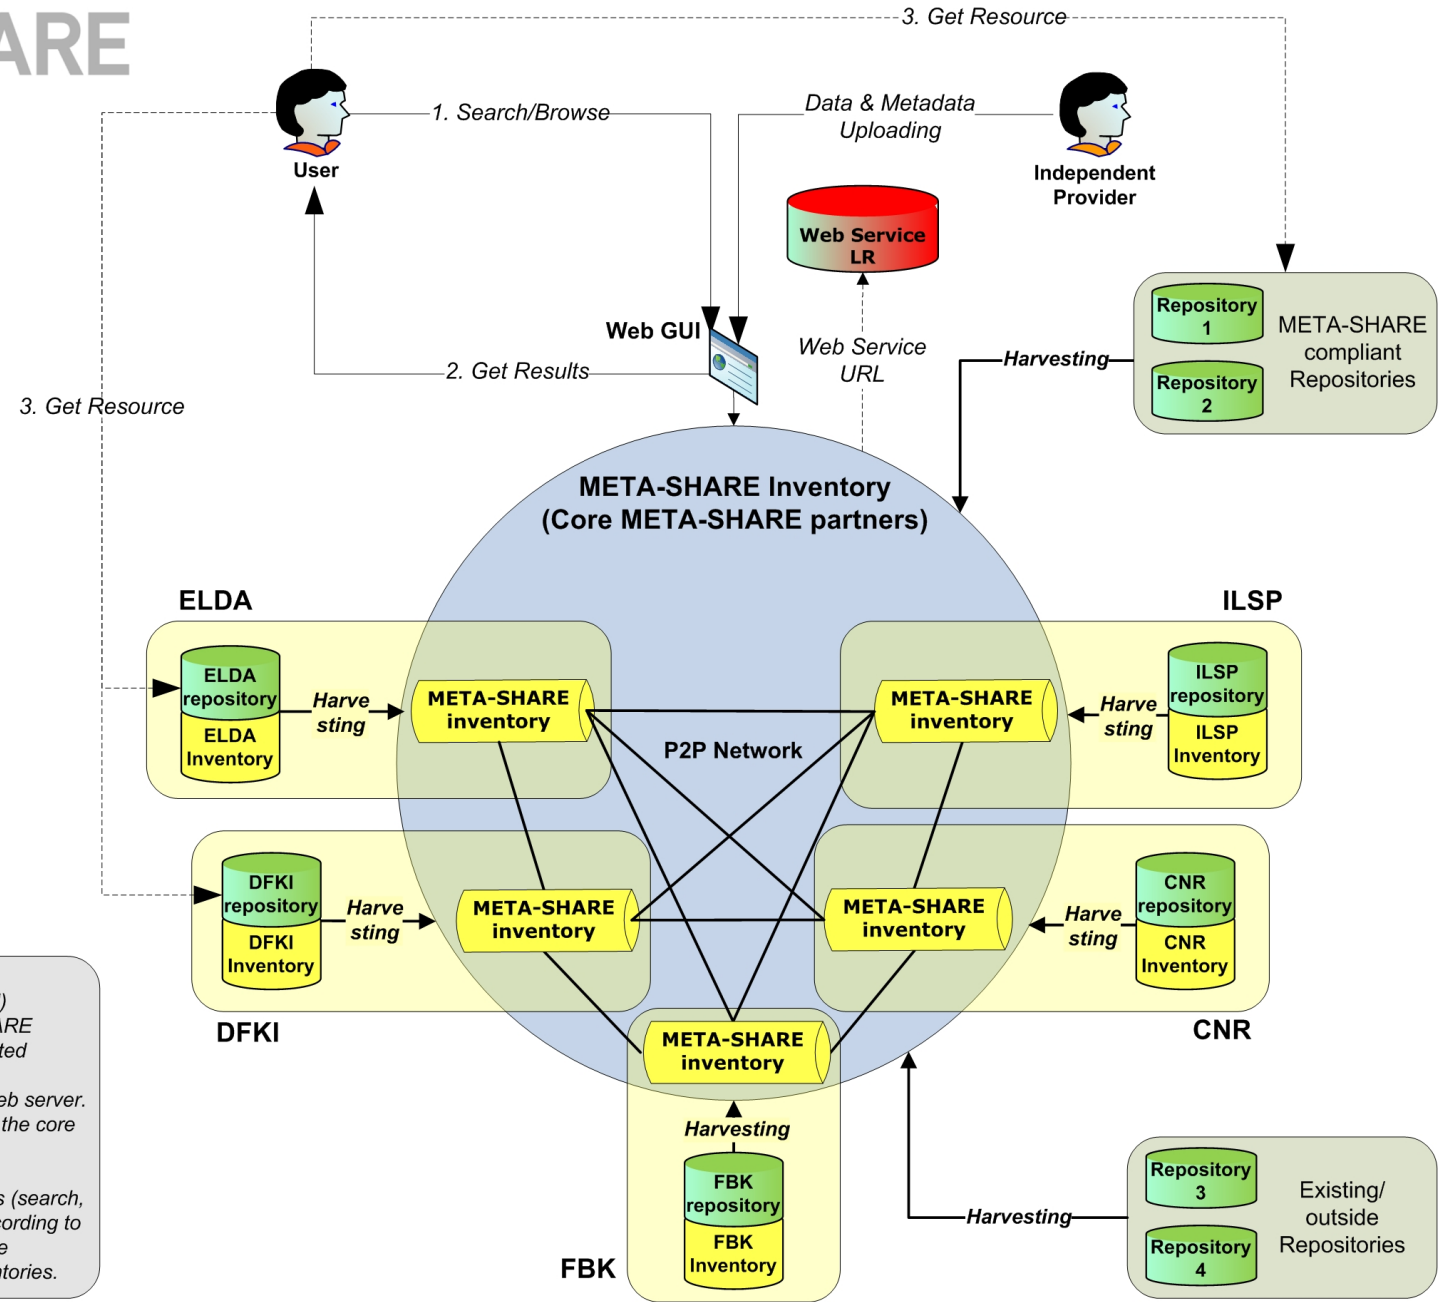 ARE
3. Get Resource
1. Search/Browse
Data & Metadata
Uploading
User
Independent
Provider
Web Service
LR
Web GUI
Web Service
URL
2. Get Results
3. Get Resource
Harvesting
Repository
1
Repository
2
META-SHARE
compliant
Repositories
META-SHARE Inventory
(Core META-SHARE partners)
ELDA
ELDA
repository
ELDA
Inventory
Harve
sting
META-SHARE
inventory
P2P Network
ILSP
META-SHARE
inventory
Harve
sting
ILSP
repository
ILSP
Inventory
DFKI
repository
DFKI
Inventory
Harve
sting
META-SHARE
inventory
DFKI
META-SHARE
inventory
Harve
sting
CNR
repository
CNR
Inventory
CNR
META-SHARE
inventory
Harvesting
FBK
repository
FBK
Inventory
FBK
Harvesting
Repository
3
Repository
4
Existing/
outside
Repositories
)
ARE
ted
eb server.
the core
s (search,
cording to
e
ntories.